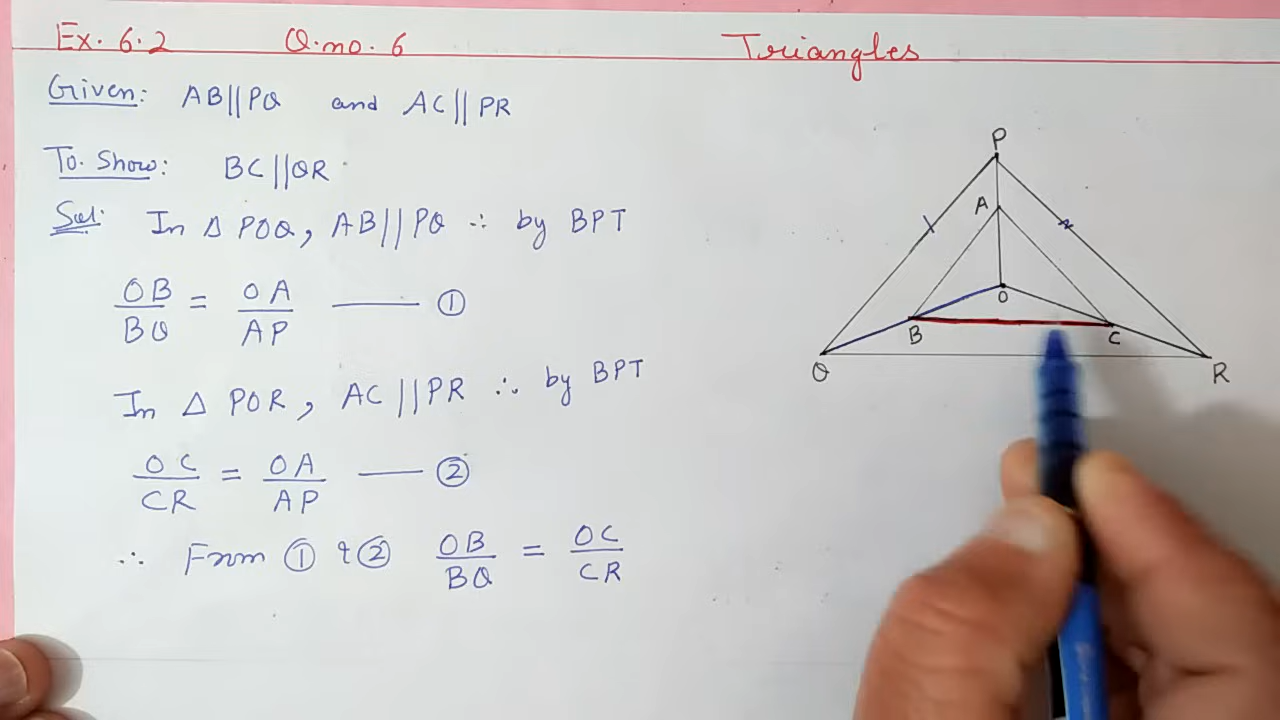 Ex. 6.2 Q.no. 6 Triangles
Given: AB||PQ and AC||PR
To. Show: BC||QR
Sol: In △ POQ, AB||PQ ∴ by BPT
OB/BQ = OA/AP —— ①
In △ POR, AC||PR ∴ by BPT
OC/CR = OA/AP —— ②
∴ From ① & ② OB/BQ = OC/CR
P
A
O
B
C
Q
R